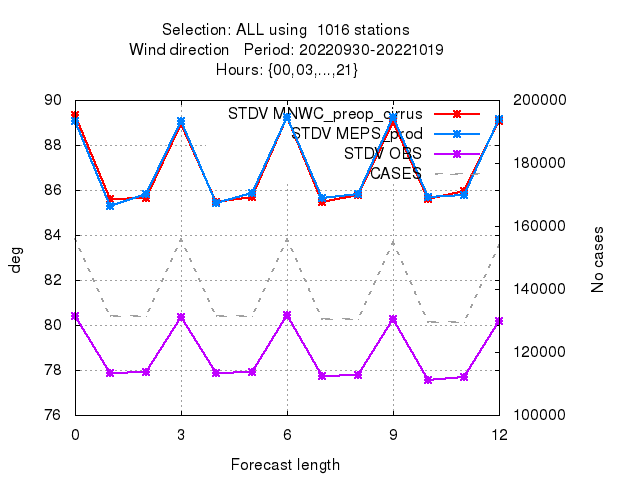 Selection: ALL using  1016 stations
Wind direction   Period: 20220930-20221019
Hours: {00,03,...,21}
90
88
86
84
82
80
78
76
200000
180000
160000
140000
120000
100000
STDV MNWC_preop_cirrus
STDV MEPS_prod
STDV OBS
CASES
deg
No cases
0
3
6
9
12
Forecast length